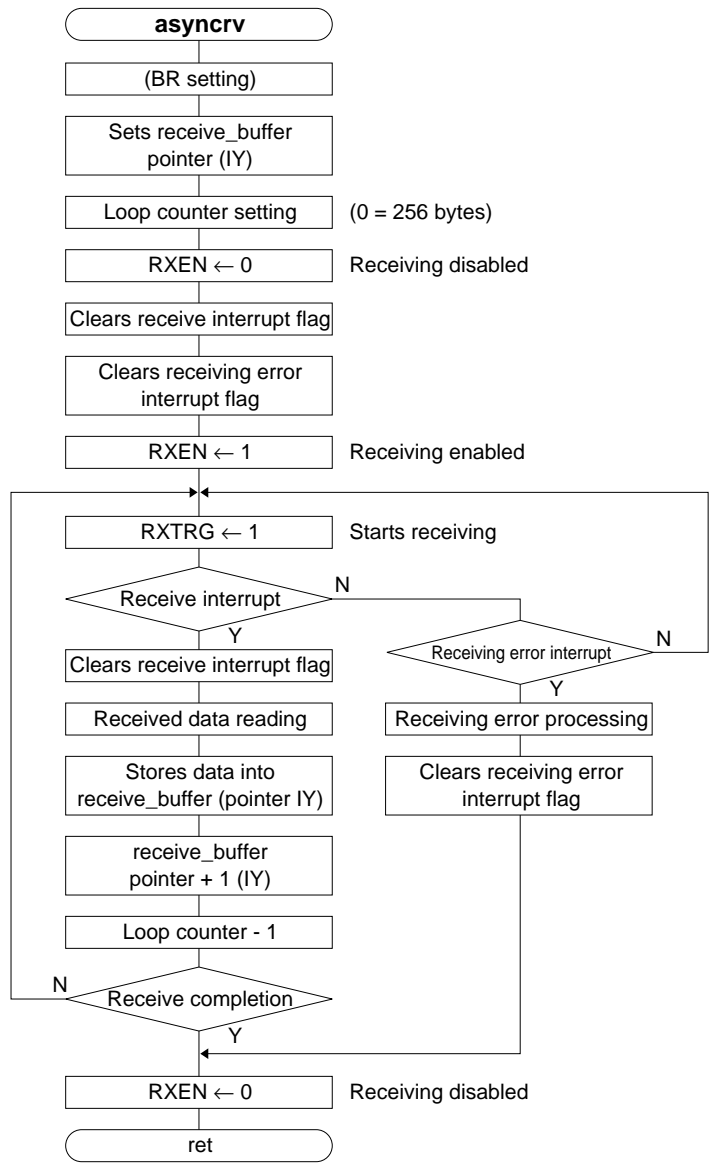 asyncrv
(BR setting)
Sets receive_buffer
pointer (IY)
Loop counter setting (0 = 256 bytes)
RXEN ← 0 Receiving disabled
Clears receive interrupt flag
Clears receiving error
interrupt flag
RXEN ← 1 Receiving enabled
RXTRG ← 1 Starts receiving
Receive interrupt
N
Y
Clears receive interrupt flag
Received data reading
Stores data into
receive_buffer (pointer IY)
receive_buffer
pointer + 1 (IY)
Loop counter - 1
Receive completion
N
Y
Receiving error interrupt
N
Y
Receiving error processing
Clears receiving error
interrupt flag
RXEN ← 0 Receiving disabled
ret